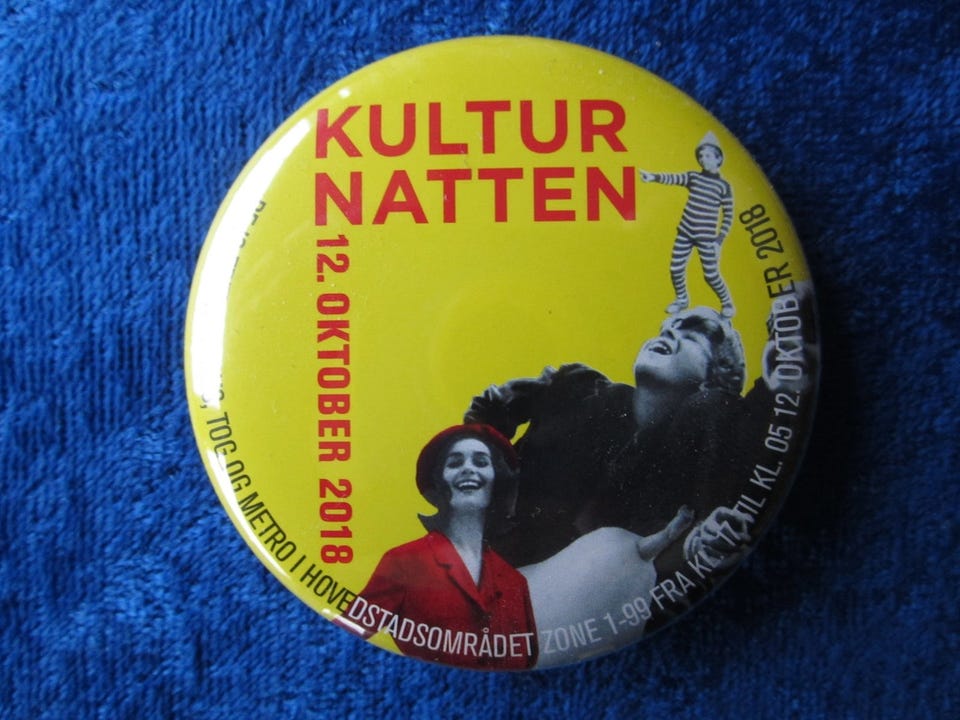 KULTUR
NATTEN
12. OKTOBER 2018
TOG OG METRO I HOVEDSTADSOMRÅDET ZONE 1-99 FRA KL. 17 TIL KL. 05 12. OKTOBER 2018